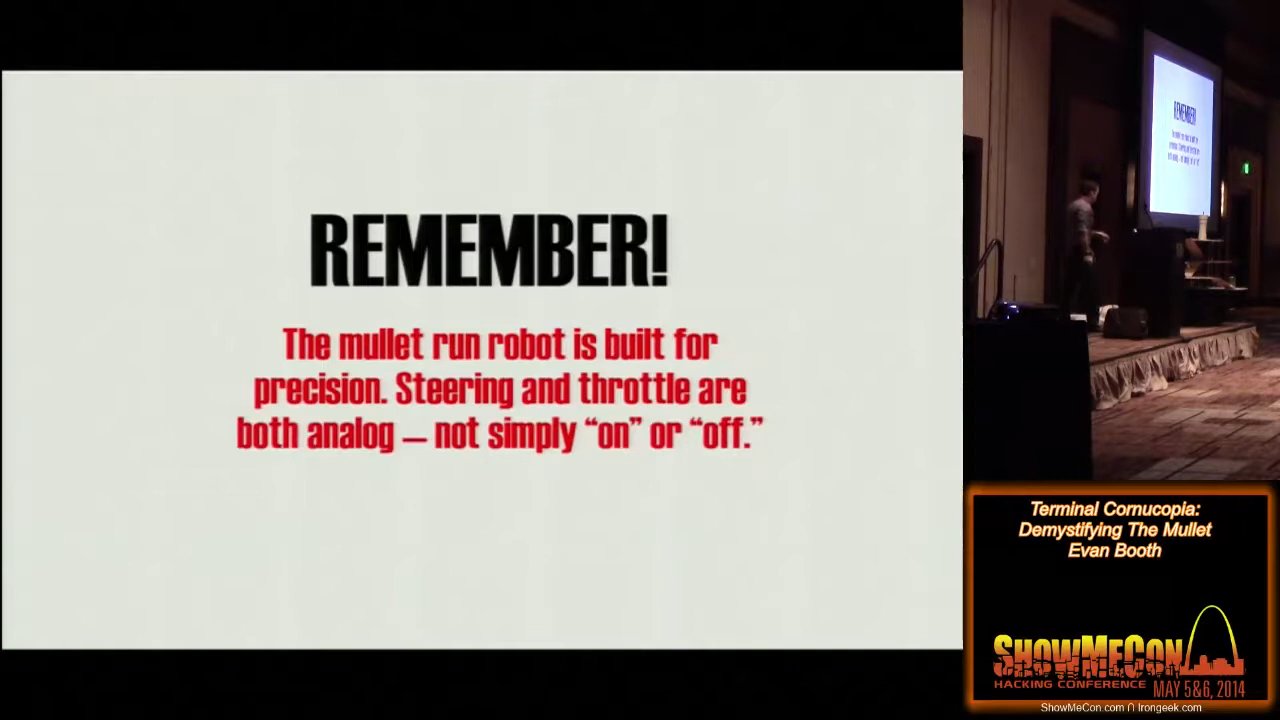 REMEMBER!
The mullet run robot is built for
precision. Steering and throttle are
both analog – not simply “on” or “off.”
REMEMBER!
Terminal Cornucopia:
Demystifying The Mullet
Evan Booth
ShowMeCon
HACKING CONFERENCE
MAY 5&6, 2014
ShowMeCon.com ∩ Irongeek.com